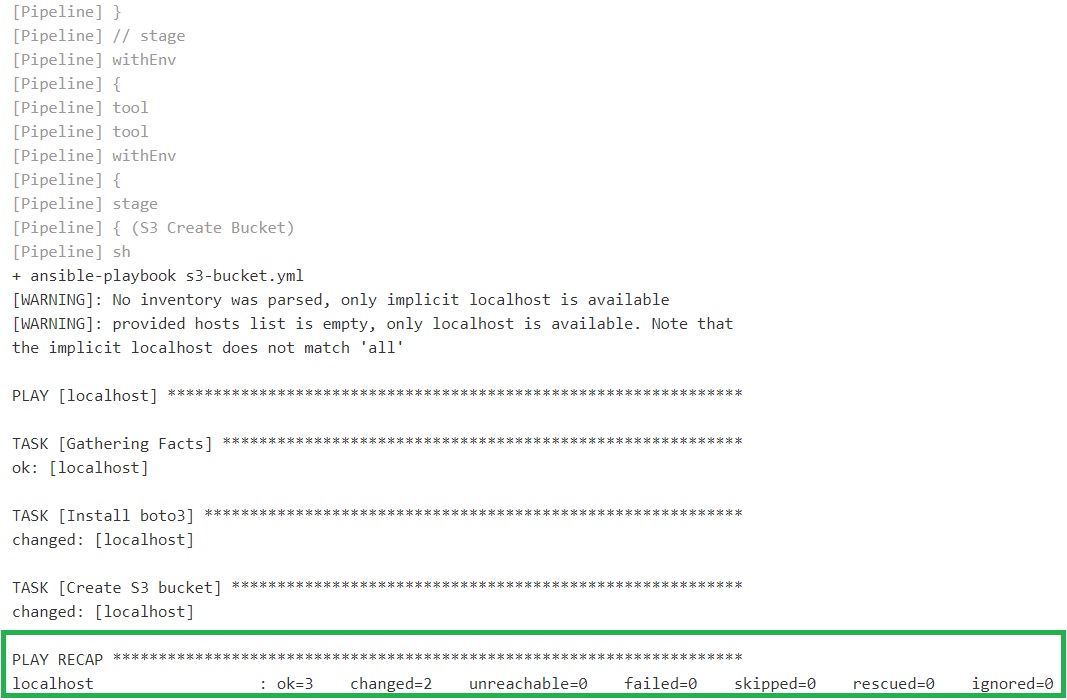 [Pipeline] }
[Pipeline] // stage
[Pipeline] withEnv
[Pipeline] {
[Pipeline] tool
[Pipeline] tool
[Pipeline] withEnv
[Pipeline] {
[Pipeline] stage
[Pipeline] { (S3 Create Bucket)
[Pipeline] sh
+ ansible-playbook s3-bucket.yml
[WARNING]: No inventory was parsed, only implicit localhost is available
[WARNING]: provided hosts list is empty, only localhost is available. Note that
the implicit localhost does not match 'all'
PLAY [localhost] ***************************************************************
TASK [Gathering Facts] *********************************************************
ok: [localhost]
TASK [Install boto3] ***********************************************************
changed: [localhost]
TASK [Create S3 bucket] ********************************************************
changed: [localhost]
PLAY RECAP *********************************************************************
localhost                  : ok=3    changed=2    unreachable=0    failed=0    skipped=0    rescued=0    ignored=0